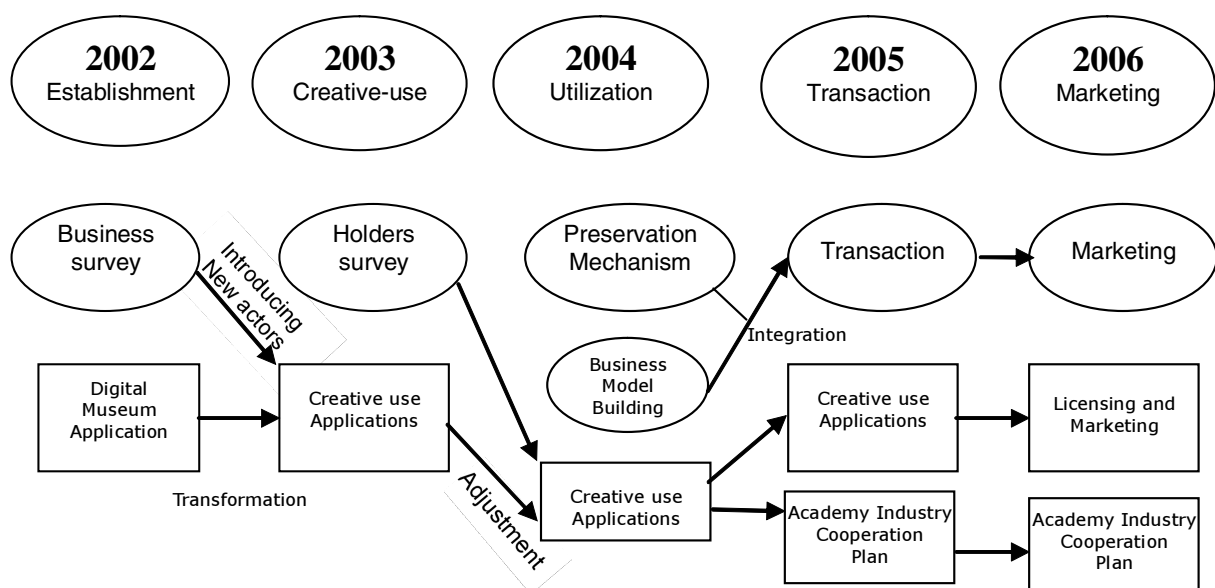 2002
Establishment
2003
Creative-use
2004
Utilization
2005
Transaction
2006
Marketing
Business
survey
Introducing
New actors
Holders
survey
Preservation
Mechanism
Transaction
Marketing
Integration
Business
Model
Building
Digital
Museum
Application
Creative use
Applications
Creative use
Applications
Licensing and
Marketing
Transformation
Adjustment
Creative use
Applications
Academy Industry
Cooperation
Plan
Academy Industry
Cooperation
Plan